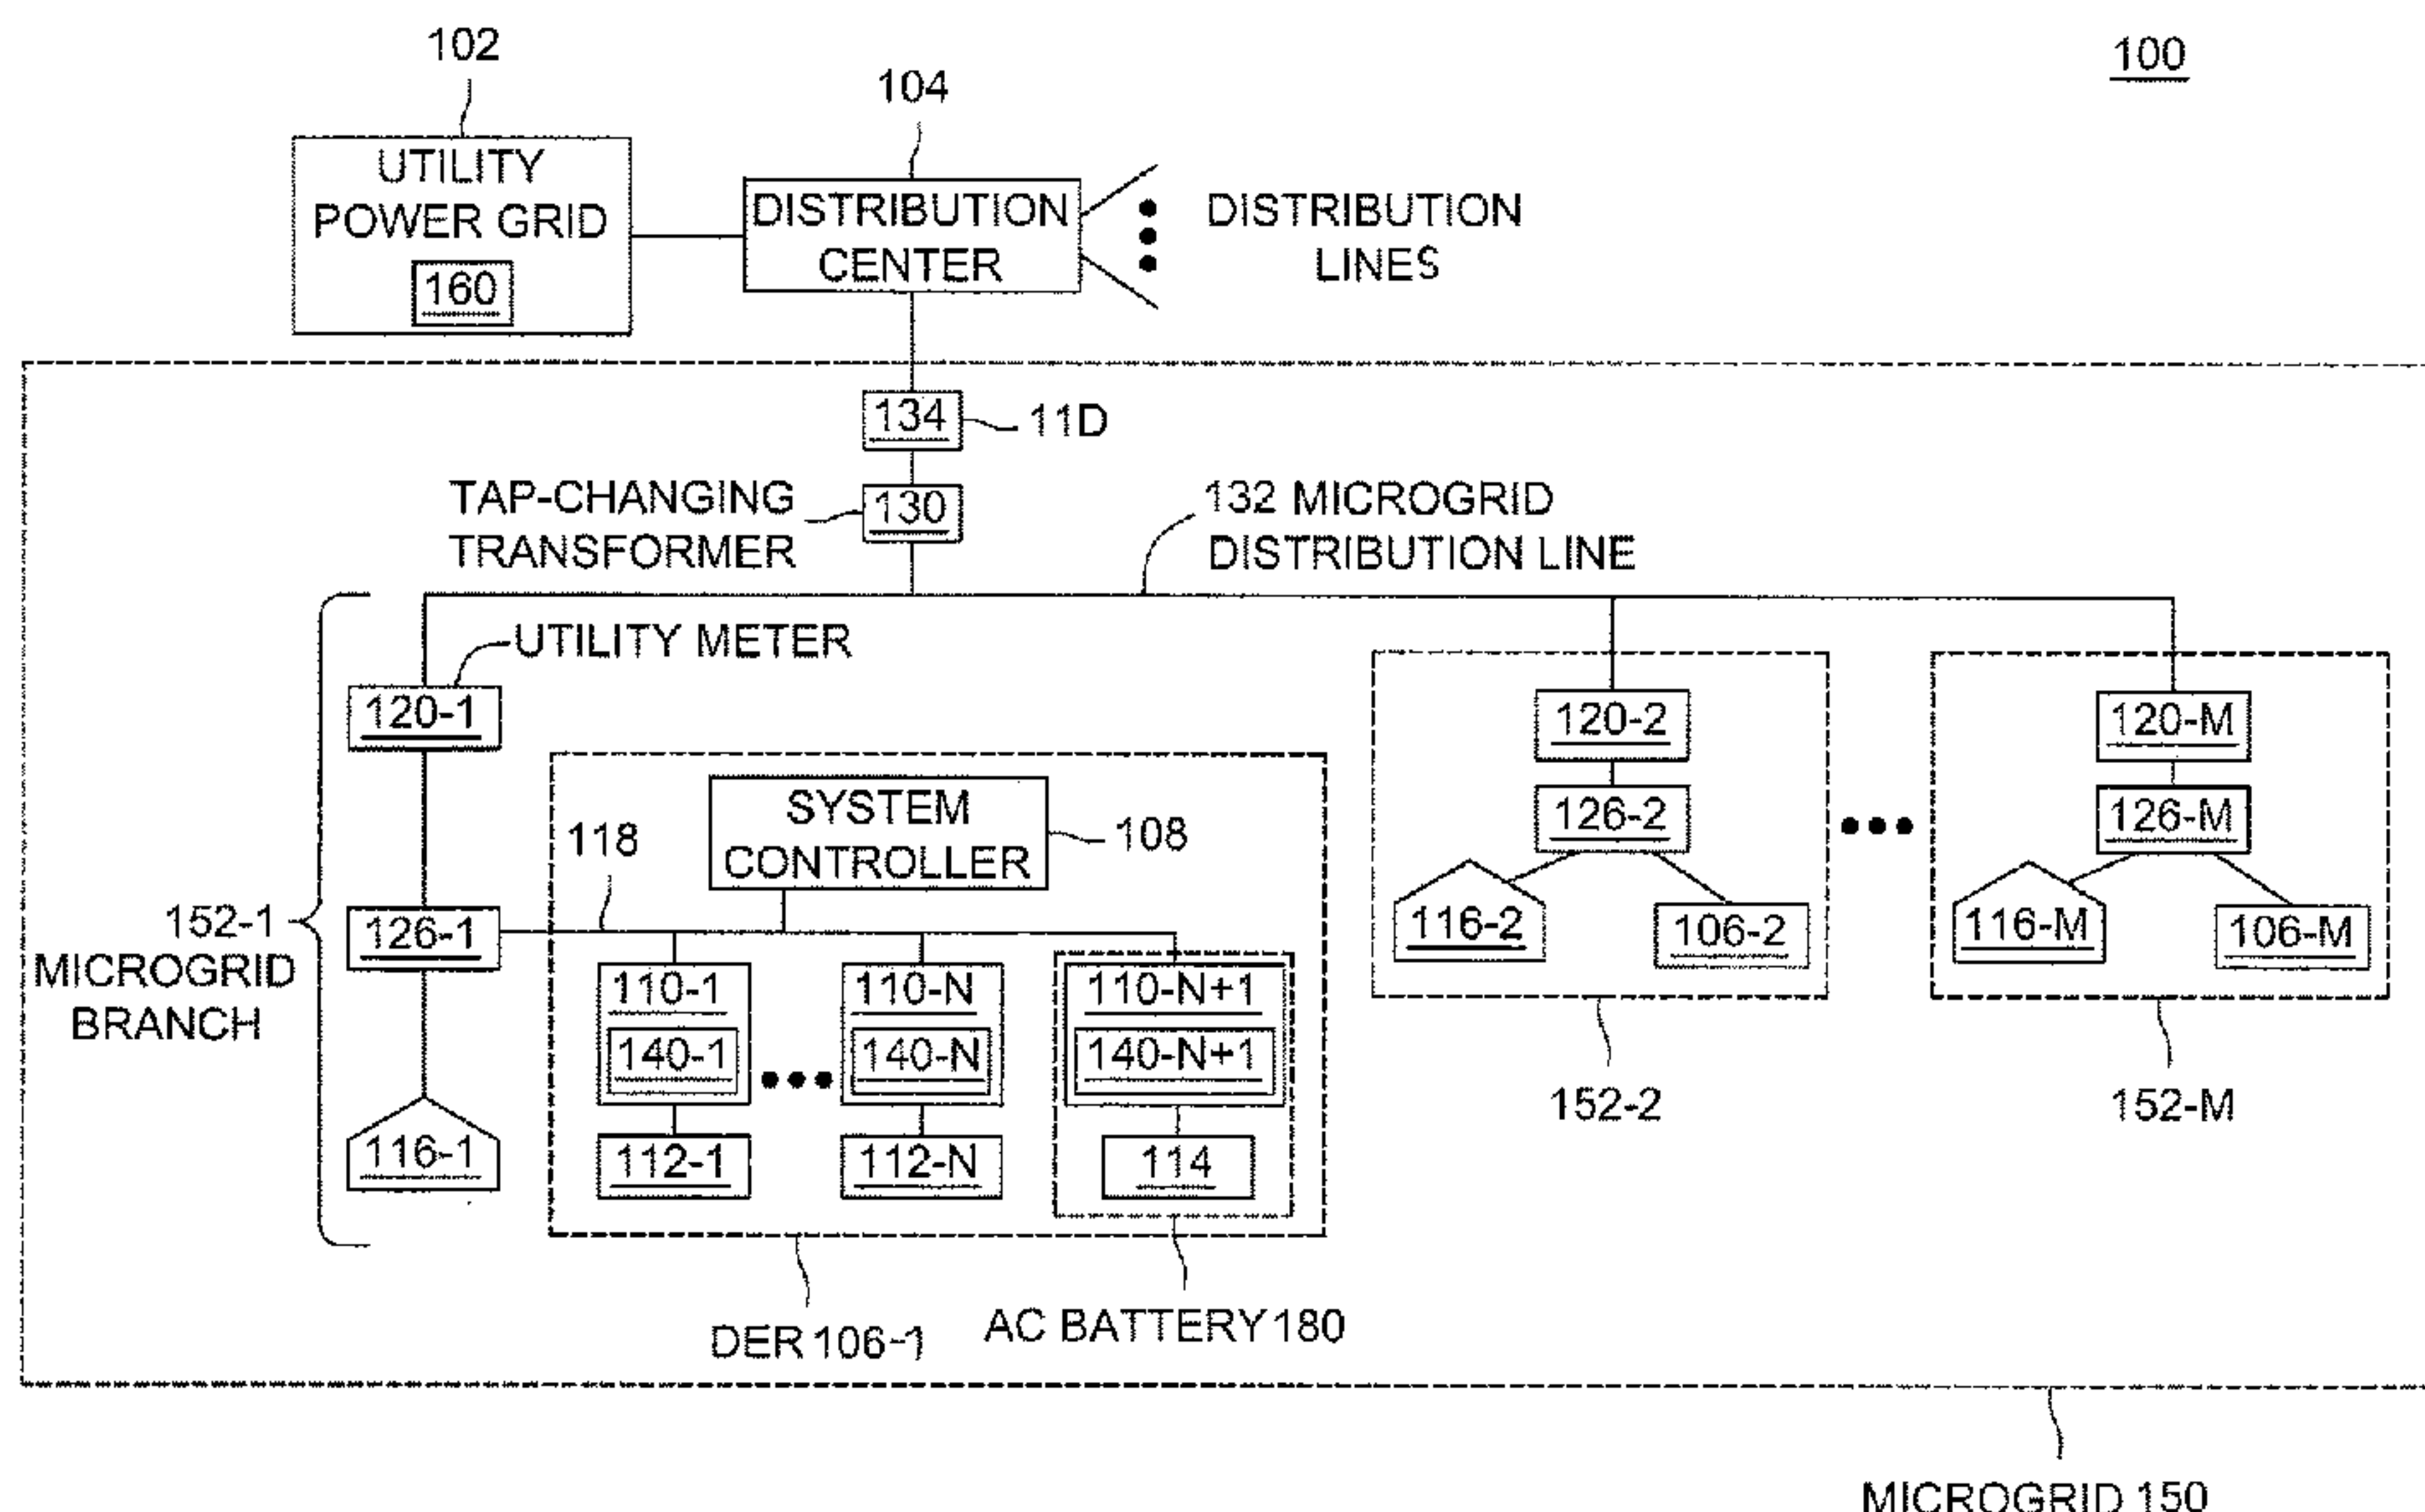 102
104
100
UTILITY
POWER GRID
160
DISTRIBUTION
CENTER
DISTRIBUTION
LINES
134
11D
TAP-CHANGING
TRANSFORMER
130
132 MICROGRID
DISTRIBUTION LINE
UTILITY METER
120-1
120-2
120-M
SYSTEM
CONTROLLER
108
118
126-1
126-2
126-M
152-1
MICROGRID
BRANCH
116-2
106-2
116-M
106-M
110-1
140-1
110-N
140-N
110-N+1
140-N+1
116-1
112-1
112-N
114
152-2
152-M
DER 106-1
AC BATTERY 180
MICROGRID 150